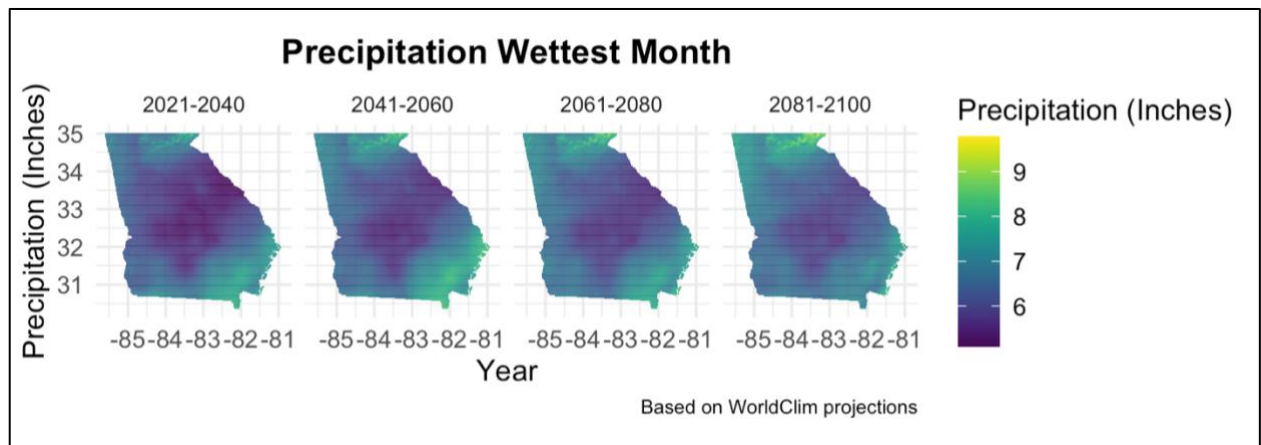 Precipitation Wettest Month
2021-2040 2041-2060 2061-2080 2081-2100
Precipitation (Inches)
35
34
33
32
31
-85 -84 -83 -82 -81 -85 -84 -83 -82 -81 -85 -84 -83 -82 -81 -85 -84 -83 -82 -81
Year
Based on WorldClim projections
Precipitation (Inches)
9
8
7
6